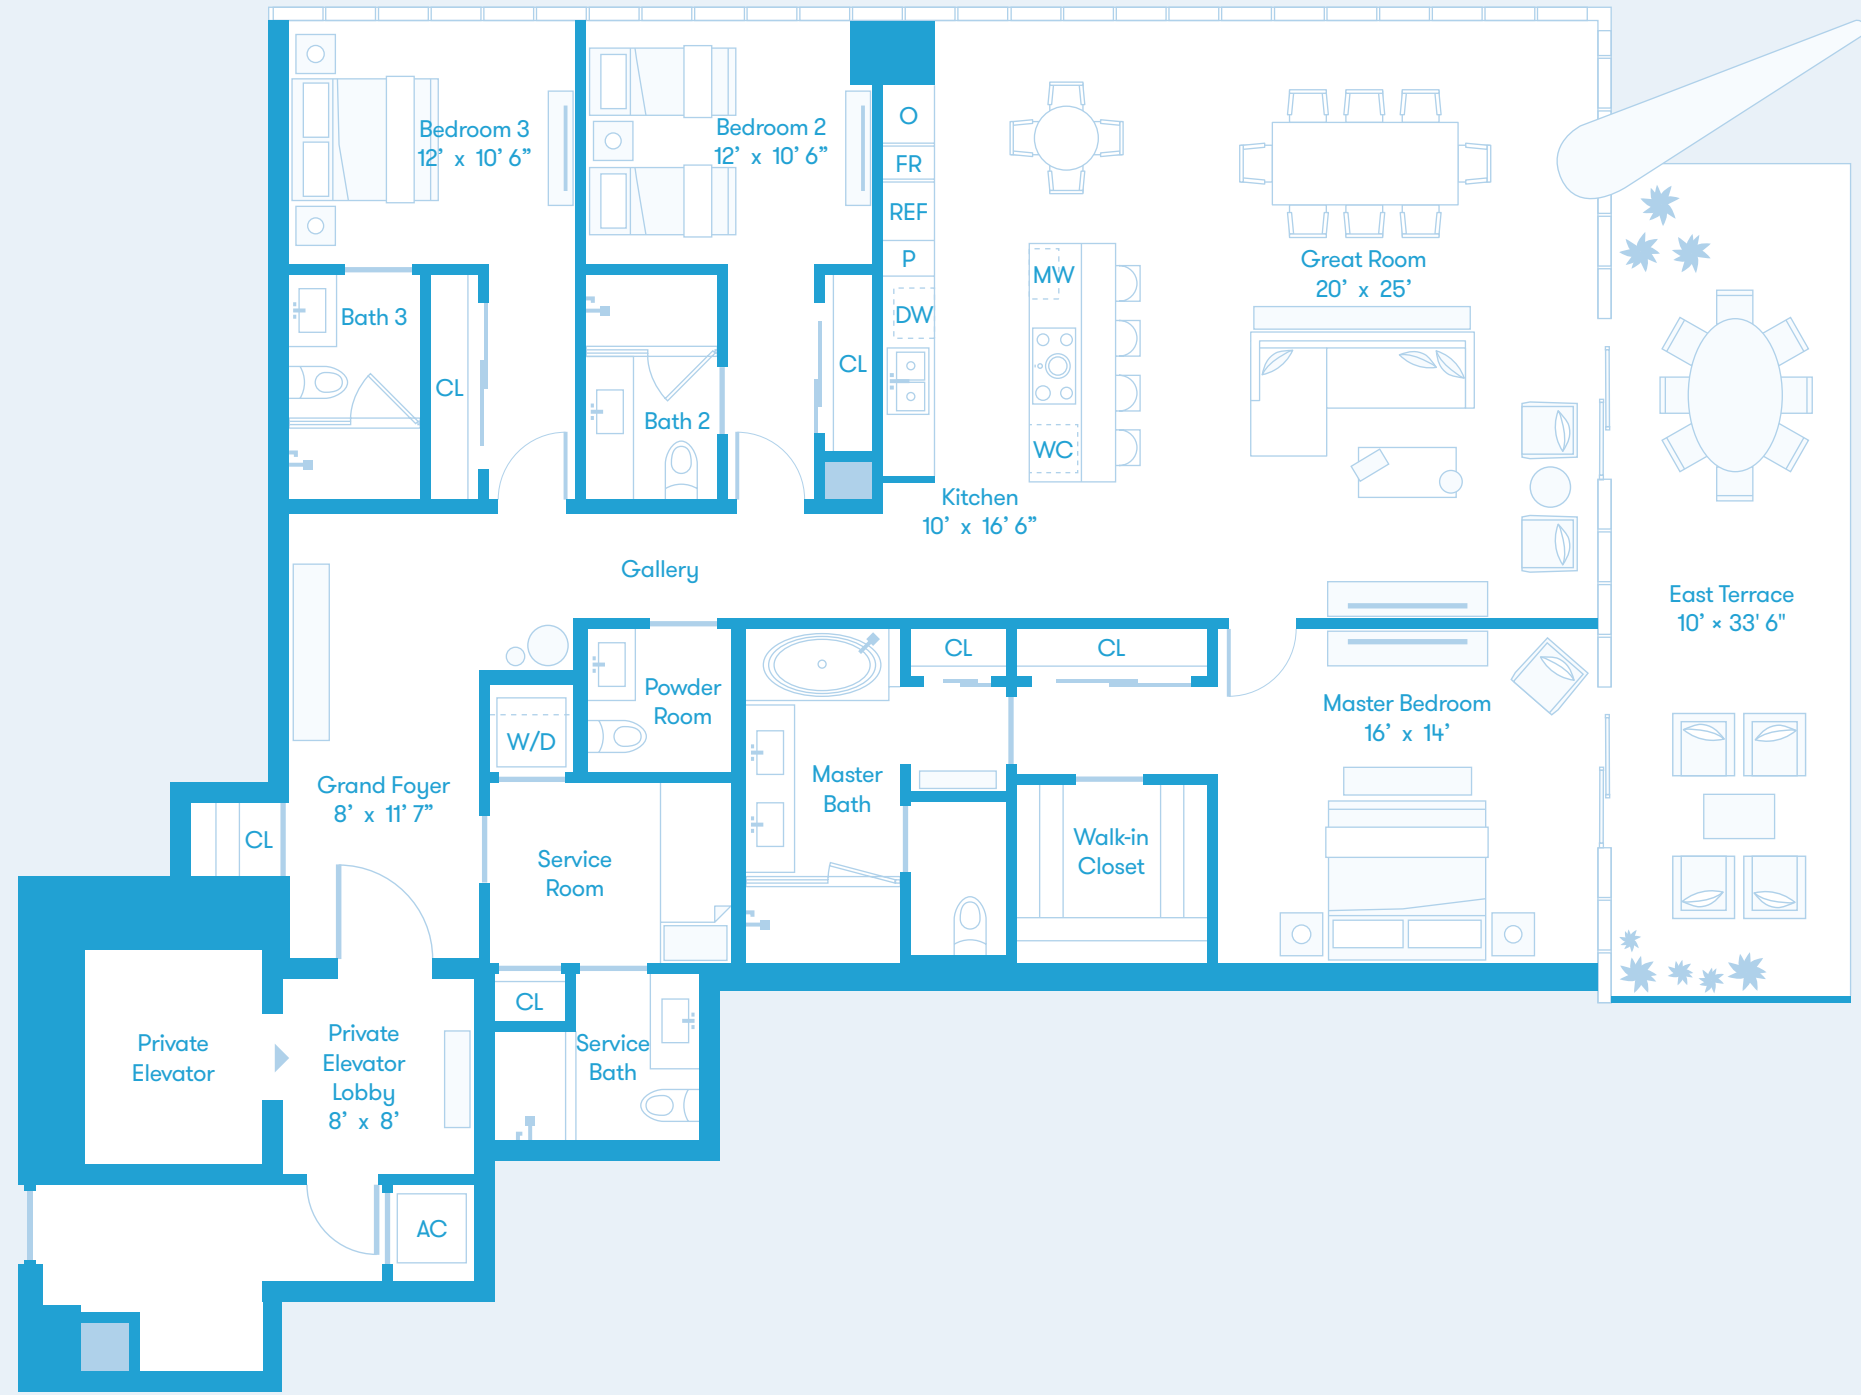 Bedroom 3
12’ x 10’ 6”
Bedroom 2
12’ x 10’ 6”
O
FR
REF
P
DW
MW
WC
Great Room
20’ x 25’
Bath 3
CL
Bath 2
CL
Kitchen
10’ x 16’ 6”
Gallery
East Terrace
10’ × 33' 6"
Powder
Room
W/D
CL
CL
Master Bedroom
16’ x 14’
Grand Foyer
8’ x 11’ 7”
CL
Master
Bath
Service
Room
Walk-in
Closet
CL
Service
Bath
Private
Elevator
Private
Elevator
Lobby
8’ x 8’
AC